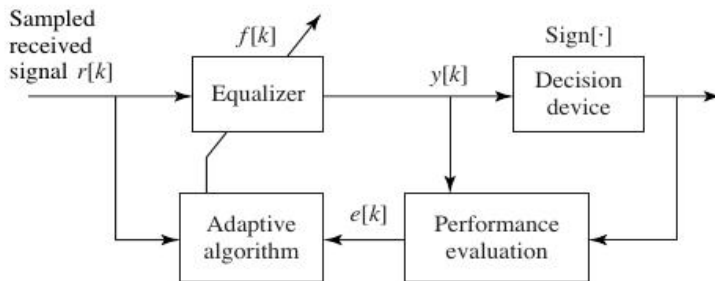 Sampled
received
signal r[k]
f[k]
Equalizer
y[k]
Sign[·]
Decision
device
Adaptive
algorithm
e[k]
Performance
evaluation